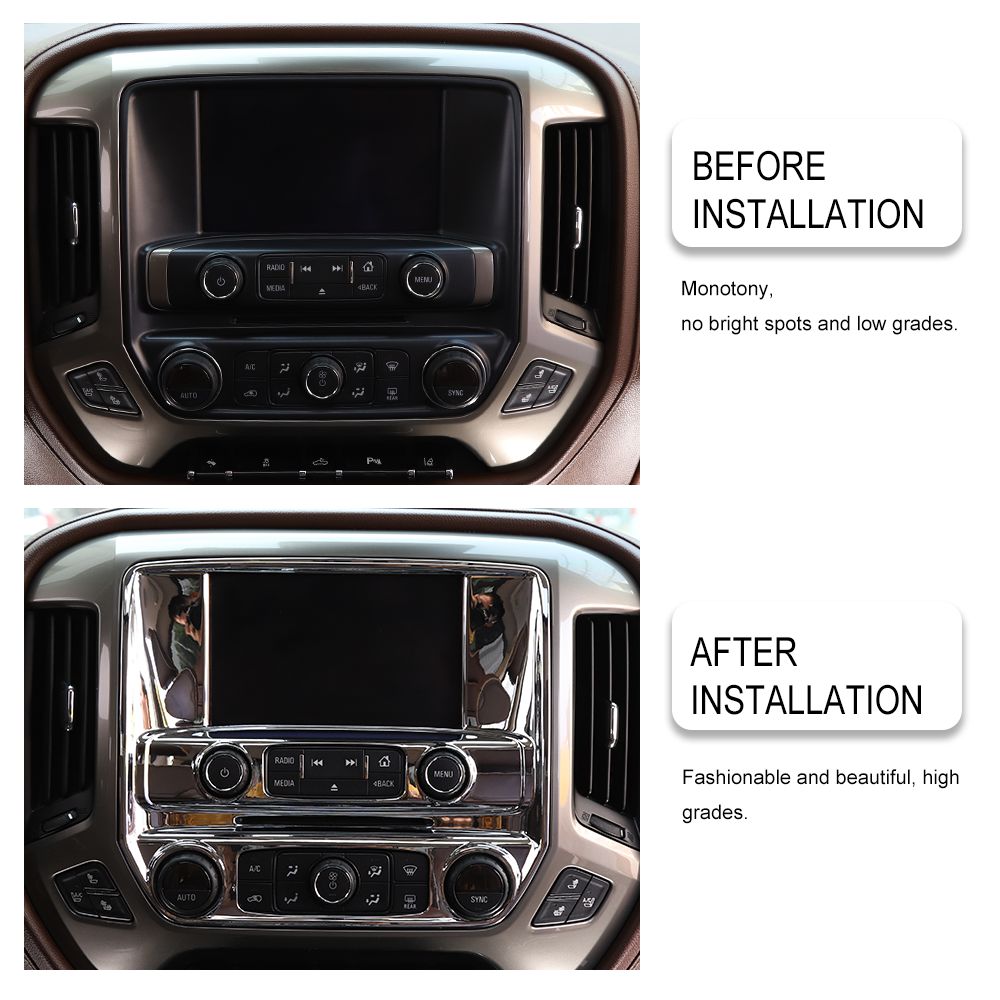 BEFORE
INSTALLATION
Monotony,
no bright spots and low grades.
RADIO
MEDIA
BACK
MENU
A/C
AUTO
SYNC
REAR
AFTER
INSTALLATION
Fashionable and beautiful, high
grades.
RADIO
MEDIA
BACK
MENU
A/C
AUTO
SYNC
REAR